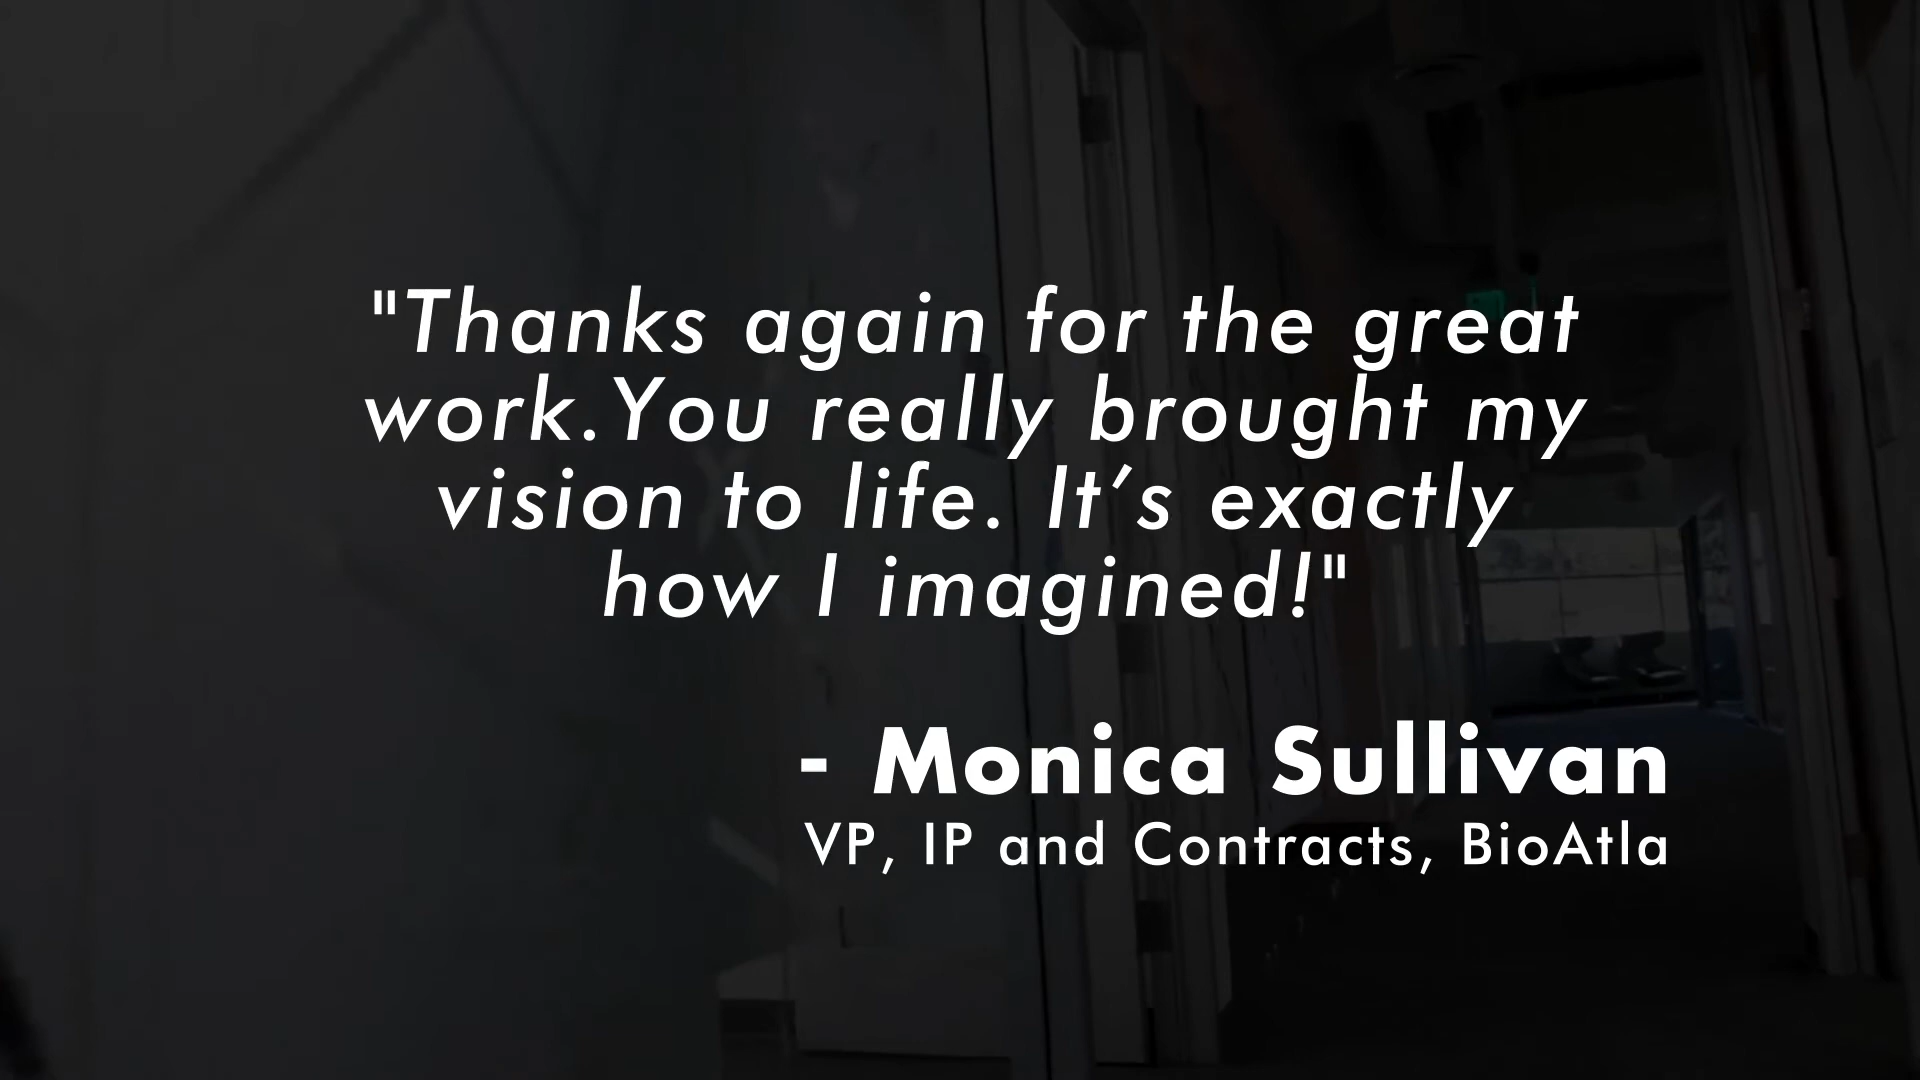 "Thanks again for the great
work.You really brought my
vision to life. It’s exactly
how I imagined!"
- Monica Sullivan
VP, IP and Contracts, BioAtla